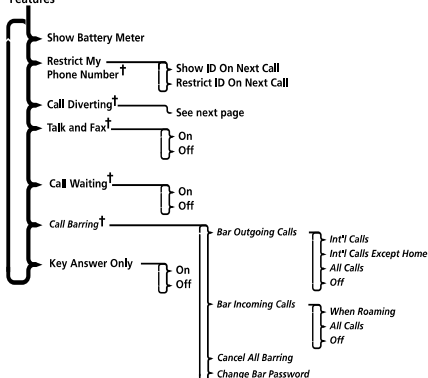 Features
Show Battery Meter
Restrict My
Phone Number†
Show ID On Next Call
Restrict ID On Next Call
Call Diverting†
See next page
Talk and Fax†
On
Off
Call Waiting†
On
Off
Call Barring†
Bar Outgoing Calls
Int'l Calls
Int'l Calls Except Home
All Calls
Off
Key Answer Only
On
Off
Bar Incoming Calls
When Roaming
All Calls
Off
Cancel All Barring
Change Bar Password